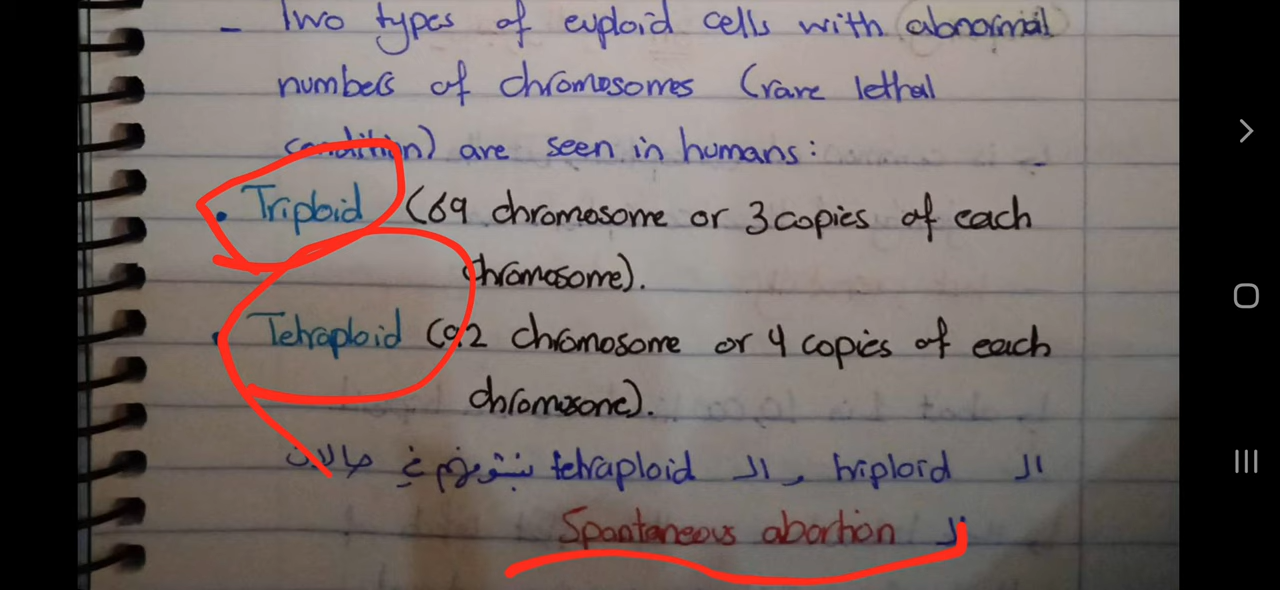 - Two types of euploid cells with abnormal
numbers of chromosomes (rare lethal
condition) are seen in humans:
• Triploid (69 chromosome or 3 copies of each
chromosome).
• Tetraploid (92 chromosome or 4 copies of each
chromosome).
ال triploid وال tetraploid في حالات
ال Spontaneous abortion